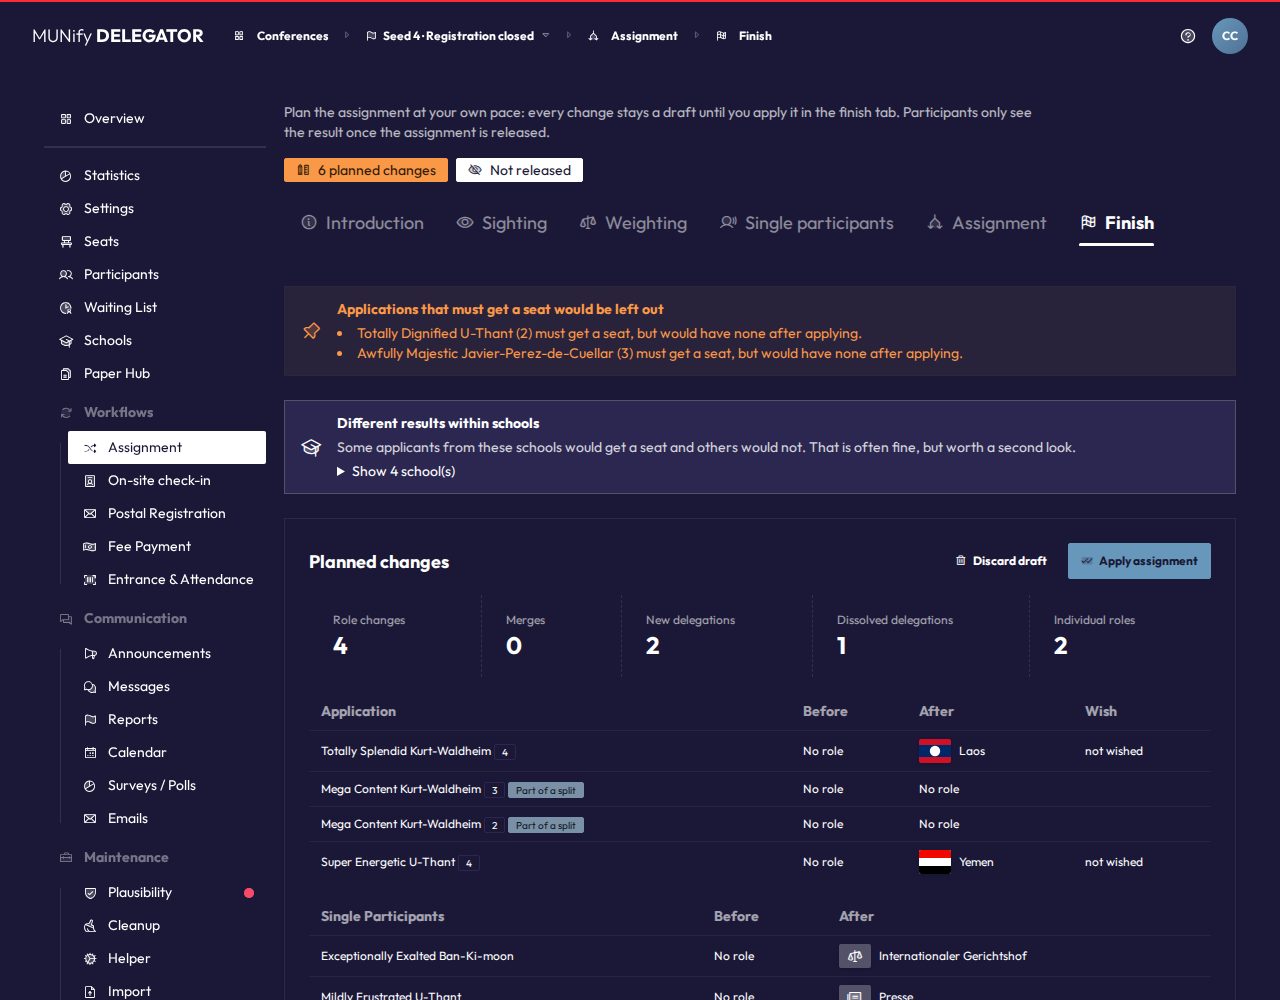 MUNify DELEGATOR
Conferences
Seed 4 · Registration closed
Assignment
Finish
CC
Overview
Statistics
Settings
Seats
Participants
Waiting List
Schools
Paper Hub
Workflows
Assignment
On-site check-in
Postal Registration
Fee Payment
Entrance & Attendance
Communication
Announcements
Messages
Reports
Calendar
Surveys / Polls
Emails
Maintenance
Plausibility
Cleanup
Helper
Import
Plan the assignment at your own pace: every change stays a draft until you apply it in the finish tab. Participants only see
the result once the assignment is released.
6 planned changes
Not released
Introduction
Sighting
Weighting
Single participants
Assignment
Finish
Applications that must get a seat would be left out
• Totally Dignified U-Thant (2) must get a seat, but would have none after applying.
• Awfully Majestic Javier-Perez-de-Cuellar (3) must get a seat, but would have none after applying.
Different results within schools
Some applicants from these schools would get a seat and others would not. That is often fine, but worth a second look.
Show 4 school(s)
Planned changes
Discard draft
Apply assignment
Role changes
4
Merges
0
New delegations
2
Dissolved delegations
1
Individual roles
2
Application Before After Wish
Totally Splendid Kurt-Waldheim 4 No role Laos not wished
Mega Content Kurt-Waldheim 3 Part of a split No role No role
Mega Content Kurt-Waldheim 2 Part of a split No role No role
Super Energetic U-Thant 4 No role Yemen not wished
Single Participants Before After
Exceptionally Exalted Ban-Ki-moon No role Internationaler Gerichtshof
Mildly Frustrated U-Thant No role Presse